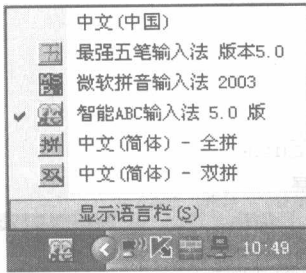 中文(中国)
最强五笔输入法 版本5.0
微软拼音输入法 2003
智能ABC输入法 5.0 版
拼 中文(简体) - 全拼
双 中文(简体) - 双拼
显示语言栏(S)
10:49